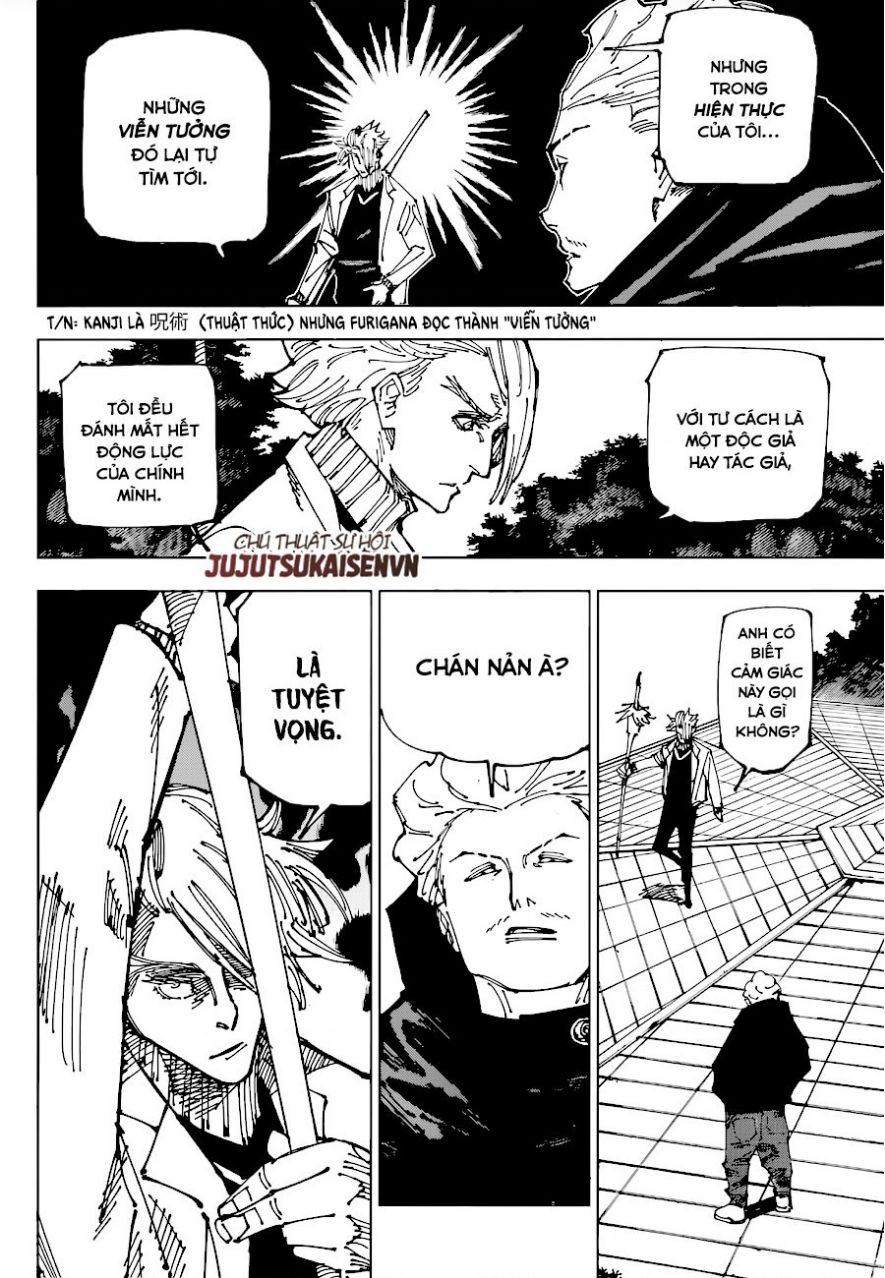 NHƯNG
TRONG
HIỆN THỰC
CỦA TÔI...
NHỮNG
VIỄN TƯỞNG
ĐÓ LẠI TỰ
TÌM TỚI.
T/N: KANJI LÀ 呪術 (THUẬT THỨC) NHƯNG FURIGANA ĐỌC THÀNH "VIỄN TƯỞNG"
VỚI TƯ CÁCH LÀ
MỘT ĐỘC GIẢ
HAY TÁC GIẢ,
TÔI ĐỀU
ĐÁNH MẤT HẾT
ĐỘNG LỰC
CỦA CHÍNH
MÌNH.
CHÚ THUẬT SƯ HỒI
JUJUTSUKAISENVN
ANH CÓ
BIẾT
CẢM GIÁC
NÀY GỌI
LÀ GÌ
KHÔNG?
CHÁN NẢN À?
LÀ
TUYỆT
VỌNG.